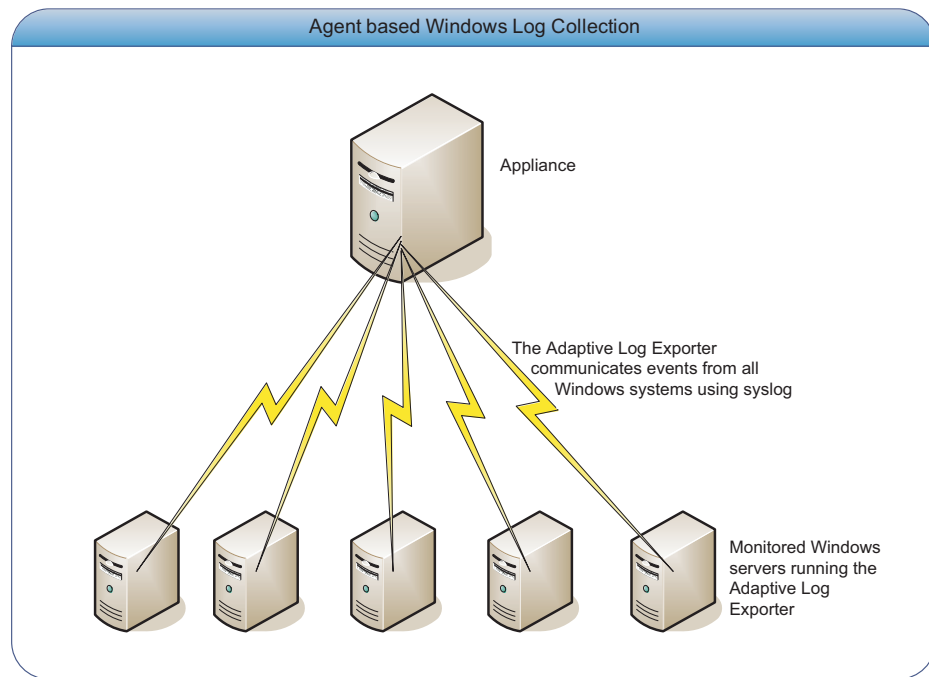 Agent based Windows Log Collection
Appliance
The Adaptive Log Exporter
communicates events from all
Windows systems using syslog
Monitored Windows
servers running the
Adaptive Log
Exporter